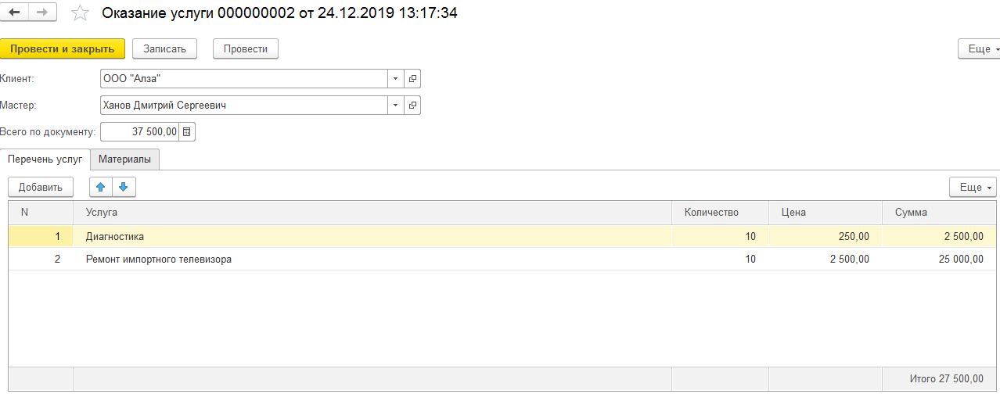 Оказание услуги 000000002 от 24.12.2019 13:17:34
Провести и закрыть Записать Провести Еще
Клиент: ООО "Алза"
Мастер: Ханов Дмитрий Сергеевич
Всего по документу: 37 500,00
Перечень услуг Материалы
Добавить Еще
N Услуга Количество Цена Сумма
1 Диагностика 10 250,00 2 500,00
2 Ремонт импортного телевизора 10 2 500,00 25 000,00
Итого 27 500,00